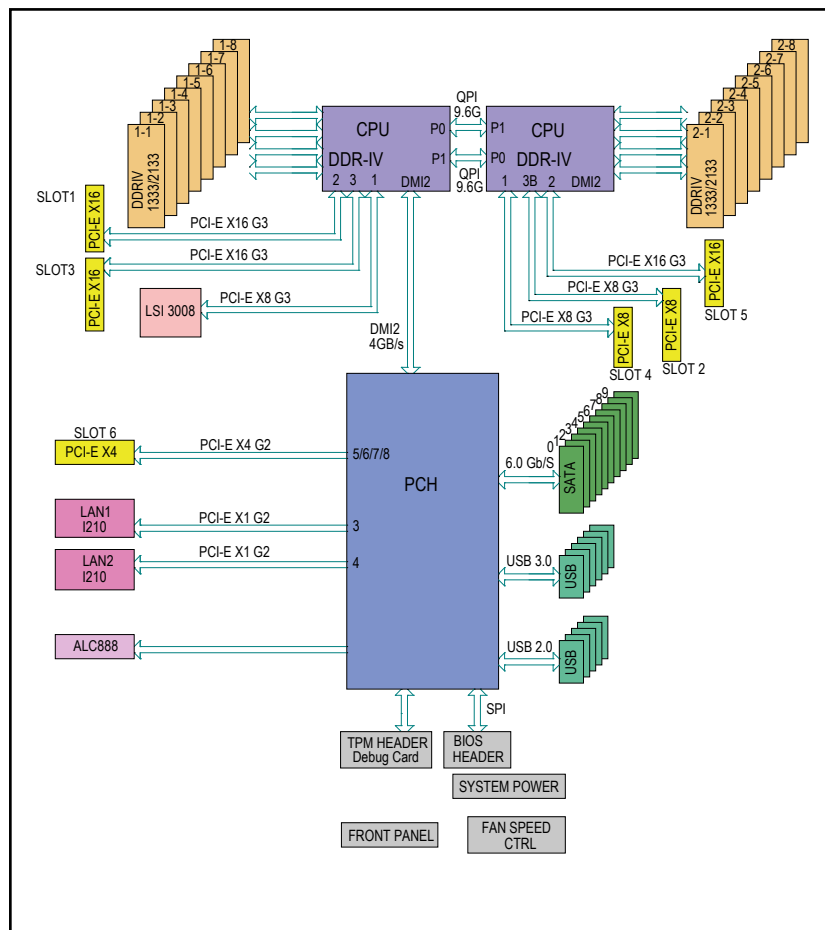 1-8
1-7
1-6
1-5
1-4
1-3
1-2
1-1
DDRIV
1333/2133
CPU
DDR-IV
P0
P1
2 3 1
DMI2
QPI
9.6G
QPI
9.6G
CPU
DDR-IV
P1
P0
1 3B 2
DMI2
2-8
2-7
2-6
2-5
2-4
2-3
2-2
2-1
DDRIV
1333/2133
SLOT1
PCI-E X16
PCI-E X16 G3
SLOT3
PCI-E X16
PCI-E X16 G3
LSI 3008
PCI-E X8 G3
DMI2
4GB/s
PCI-E X16 G3
PCI-E X16
SLOT 5
PCI-E X8 G3
PCI-E X8
SLOT 2
PCI-E X8 G3
PCI-E X8
SLOT 4
PCH
SLOT 6
PCI-E X4
PCI-E X4 G2
5/6/7/8
LAN1
I210
PCI-E X1 G2
3
LAN2
I210
PCI-E X1 G2
4
ALC888
6.0 Gb/S
0
1
2
3
4
5
6
7
8
9
SATA
USB 3.0
USB
USB 2.0
USB
SPI
TPM HEADER
Debug Card
BIOS
HEADER
SYSTEM POWER
FRONT PANEL
FAN SPEED
CTRL